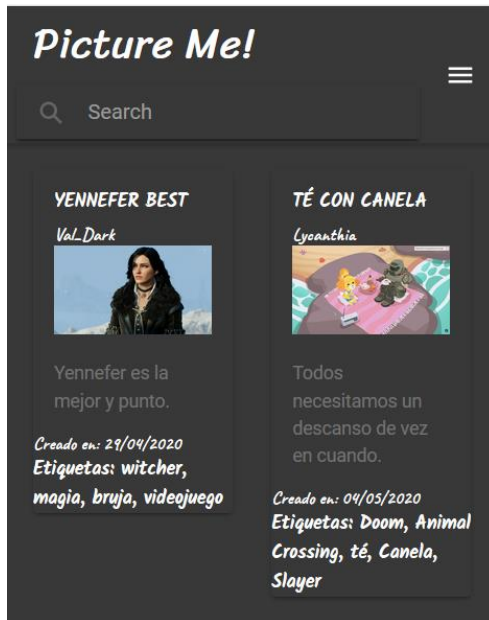 Picture Me!
Search
YENNEFER BEST
Val_Dark
Yennefer es la
mejor y punto.
Creado en: 29/04/2020
Etiquetas: witcher,
magia, bruja, videojuego
TÉ CON CANELA
Lycanthia
Todos
necesitamos un
descanso de vez
en cuando.
Creado en: 04/05/2020
Etiquetas: Doom, Animal
Crossing, té, Canela,
Slayer